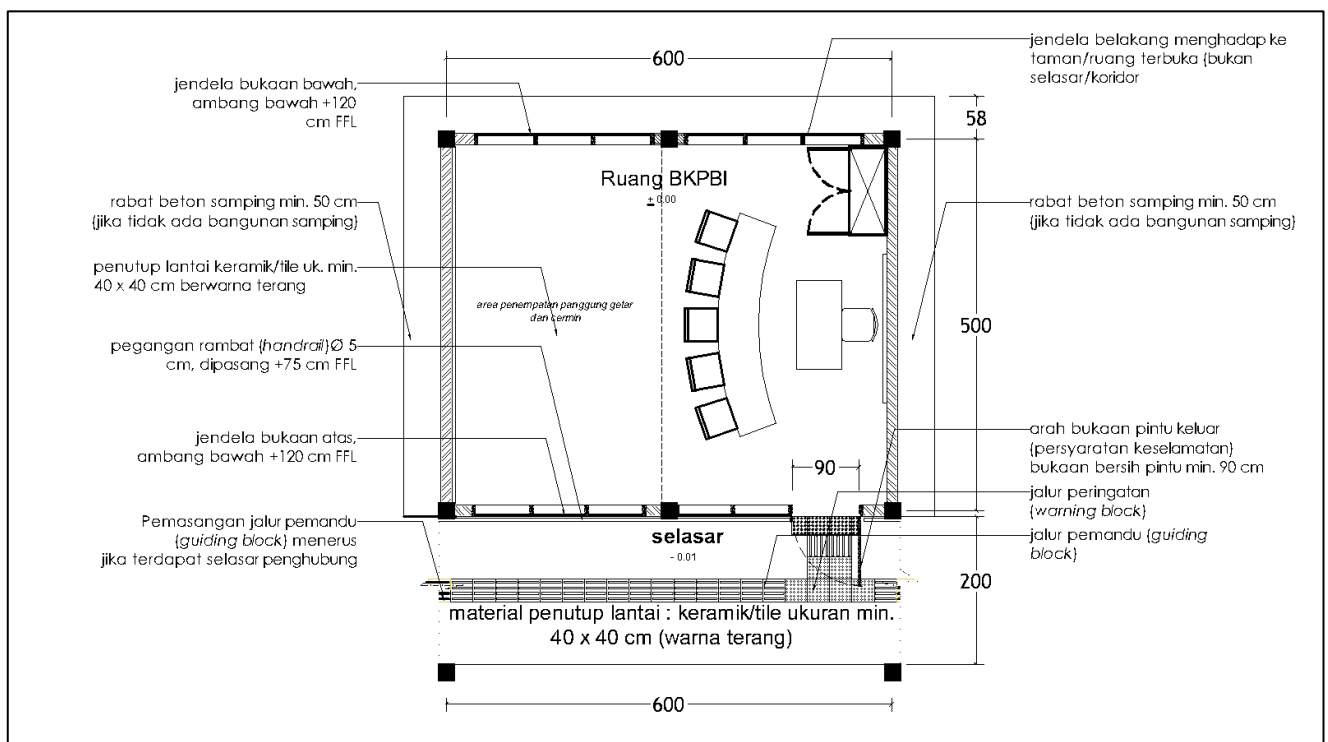 600
jendela bukaan bawah,
ambang bawah +120
cm FFL
jendela belakang menghadap ke
taman/ruang terbuka (bukan
selasar/koridor
58
Ruang BKPBI
± 0.00
rabat beton samping min. 50 cm
(jika tidak ada bangunan samping)
rabat beton samping min. 50 cm
(jika tidak ada bangunan samping)
penutup lantai keramik/tile uk. min.
40 x 40 cm berwarna terang
area penempatan panggung getar
dan cermin
500
pegangan rambat (handrail)Ø 5
cm, dipasang +75 cm FFL
jendela bukaan atas,
ambang bawah +120 cm FFL
90
arah bukaan pintu keluar
(persyaratan keselamatan)
bukaan bersih pintu min. 90 cm
jalur peringatan
(warning block)
jalur pemandu (guiding
block)
Pemasangan jalur pemandu
(guiding block) menerus
jika terdapat selasar penghubung
selasar
- 0.01
200
material penutup lantai : keramik/tile ukuran min.
40 x 40 cm (warna terang)
600